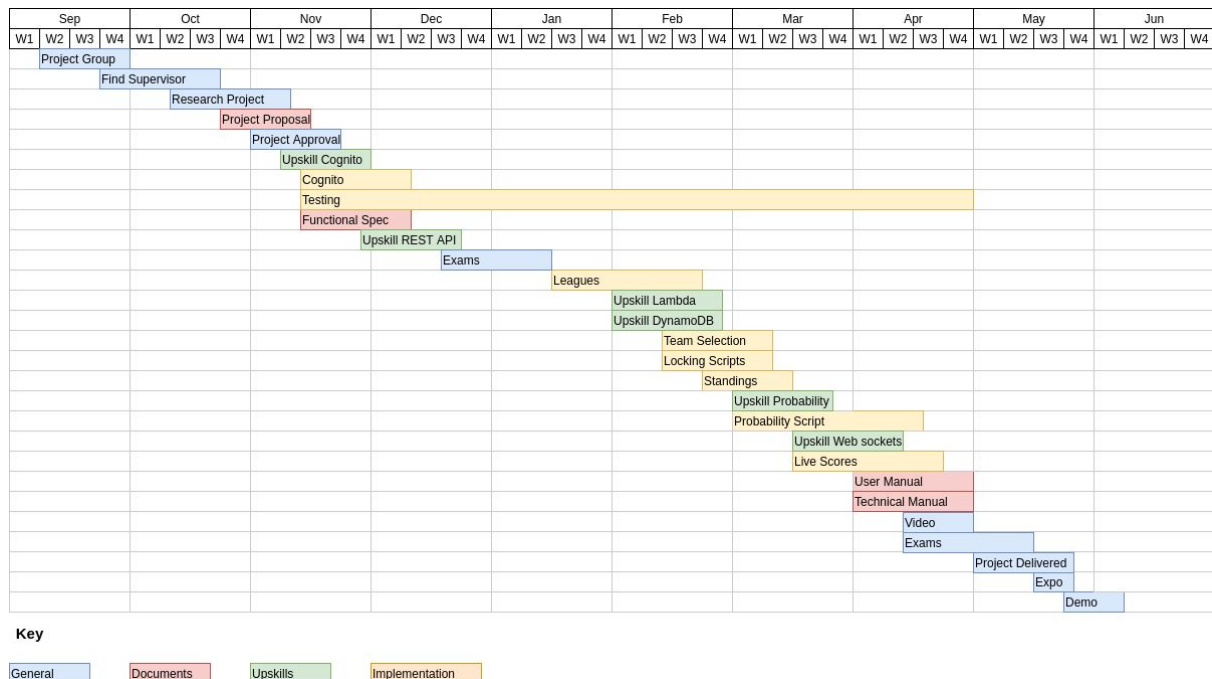 Sep Oct Nov Dec Jan Feb Mar Apr May Jun
W1 W2 W3 W4 W1 W2 W3 W4 W1 W2 W3 W4 W1 W2 W3 W4 W1 W2 W3 W4 W1 W2 W3 W4 W1 W2 W3 W4 W1 W2 W3 W4 W1 W2 W3 W4 W1 W2 W3 W4
Project Group
Find Supervisor
Research Project
Project Proposal
Project Approval
Upskill Cognito
Cognito
Testing
Functional Spec
Upskill REST API
Exams
Leagues
Upskill Lambda
Upskill DynamoDB
Team Selection
Locking Scripts
Standings
Upskill Probability
Probability Script
Upskill Web sockets
Live Scores
User Manual
Technical Manual
Video
Exams
Project Delivered
Expo
Demo
Key
General Documents Upskills Implementation